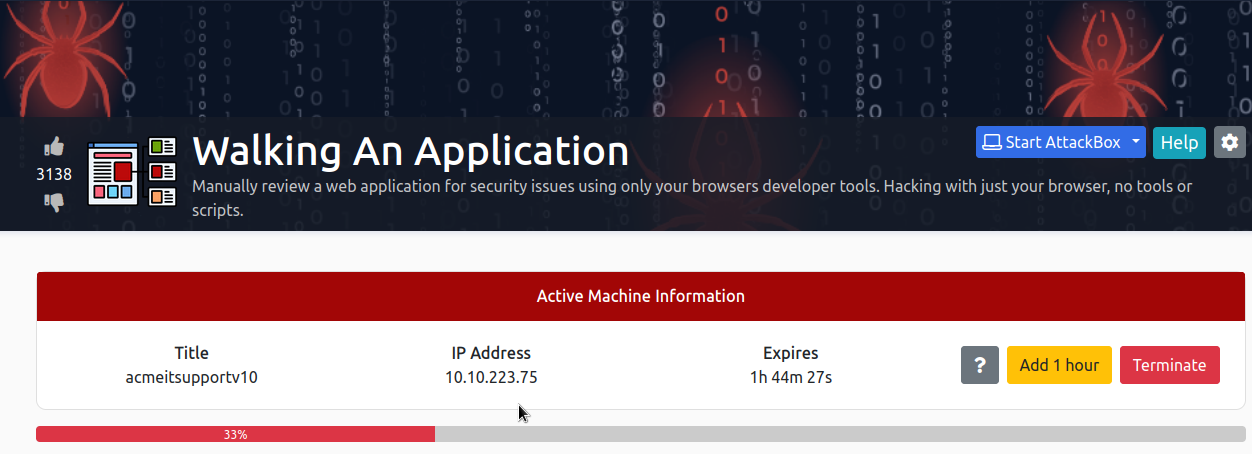 Walking An Application
Start AttackBox
Help
3138
Manually review a web application for security issues using only your browsers developer tools. Hacking with just your browser, no tools or
scripts.
Active Machine Information
Title
IP Address
Expires
acmeitsupportv10
10.10.223.75
1h 44m 27s
?
Add 1 hour
Terminate
33%